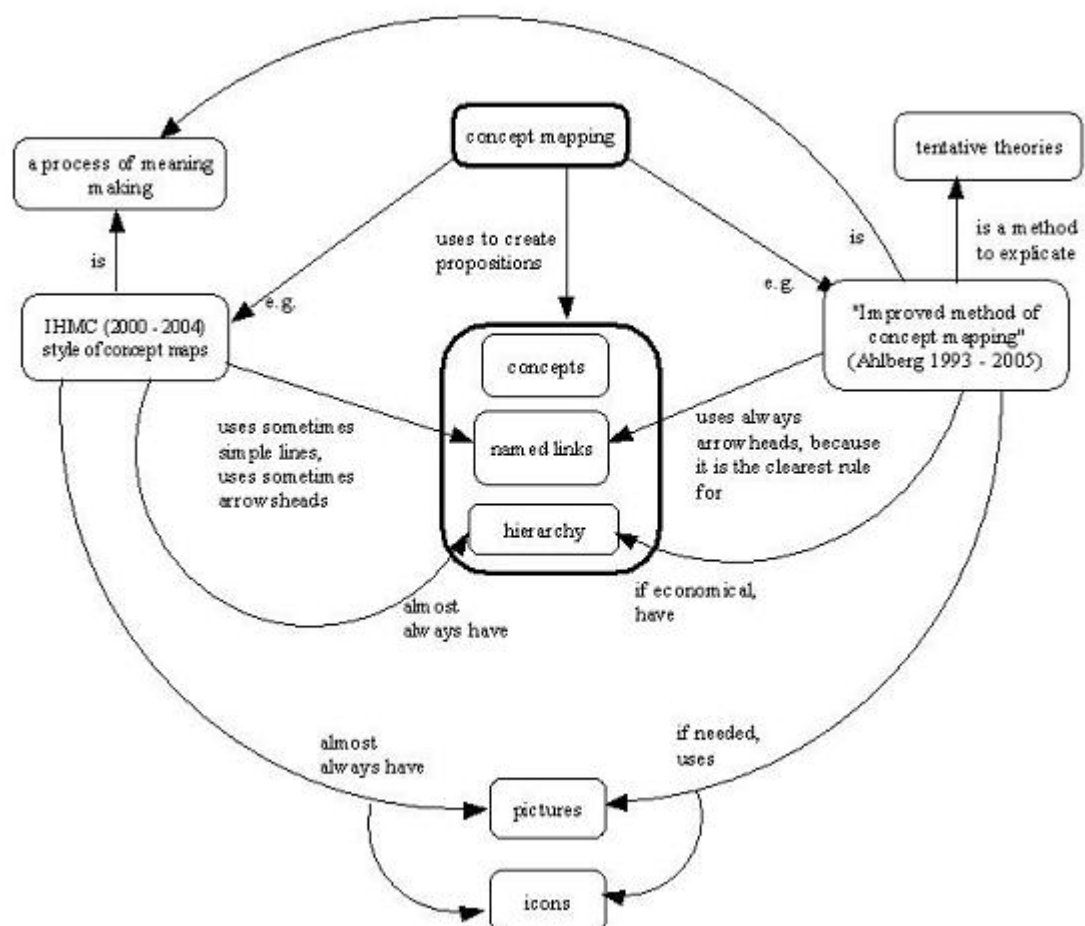 concept mapping
tentative theories
a process of meaning
making
is
uses to create
propositions
is
is a method
to explicate
e.g.
e.g.
IHMC (2000 - 2004)
style of concept maps
"Improved method of
concept mapping"
(Ahlberg 1993 - 2005)
concepts
named links
hierarchy
uses sometimes
simple lines,
uses sometimes
arrowsheads
uses always
arrowheads, because
it is the clearest rule
for
almost
always have
if economical,
have
almost
always have
if needed,
uses
pictures
icons